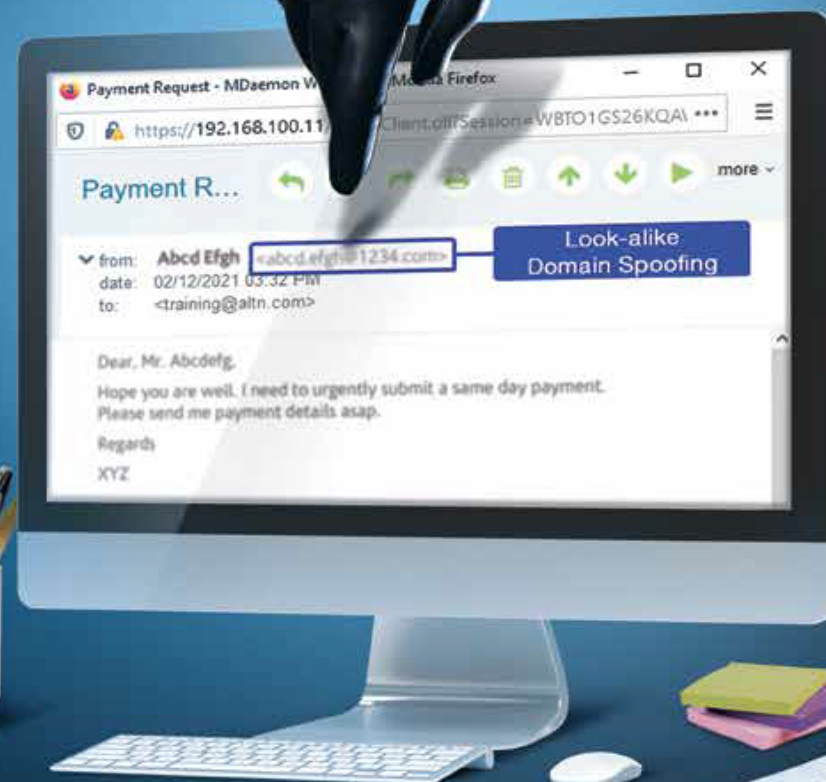 Payment Request - MDaemon W Mozilla Firefox
https://192.168.100.11/ Client.dll?Session=WBTO1GS26KQA
Payment R...
more
Look-alike
Domain Spoofing
from: Abcd Efgh <abcd.efgh@1234.com>
date: 02/12/2021 03:32 PM
to: <training@altn.com>
Dear, Mr. Abcdefg,
Hope you are well. I need to urgently submit a same day payment.
Please send me payment details asap.
Regards
XYZ